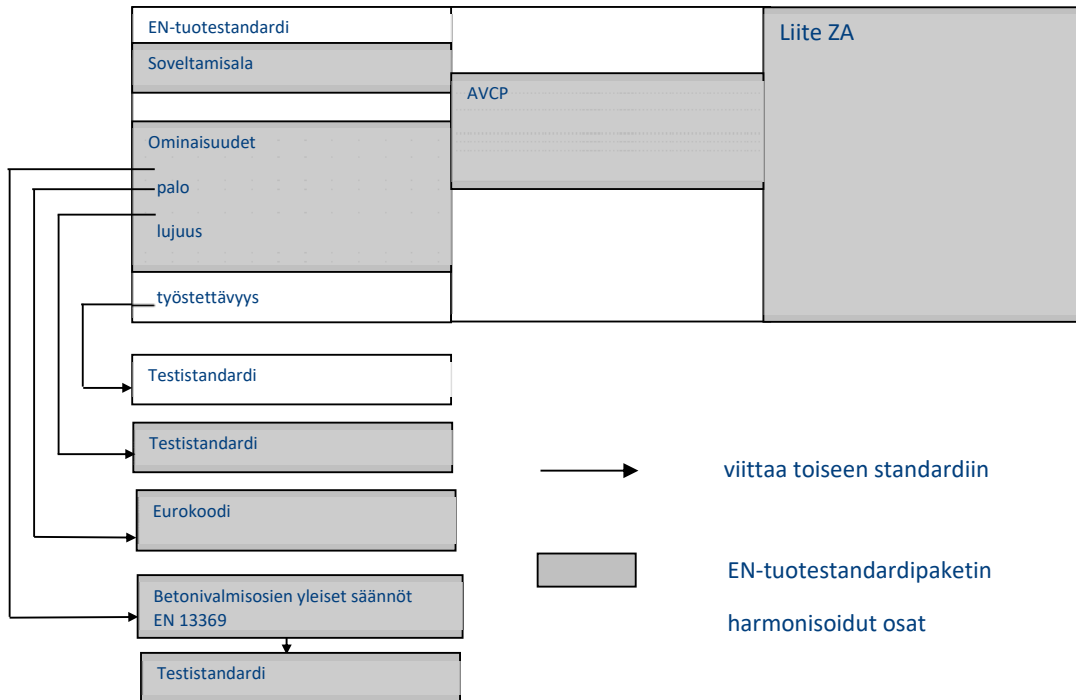 EN-tuotestandardi
Soveltamisala
Ominaisuudet
palo
lujuus
työstettävyys
AVCP
Liite ZA
Testistandardi
Testistandardi
Eurokoodi
Betonivalmisosien yleiset säännöt
EN 13369
Testistandardi
viittaa toiseen standardiin
EN-tuotestandardipaketin
harmonisoidut osat